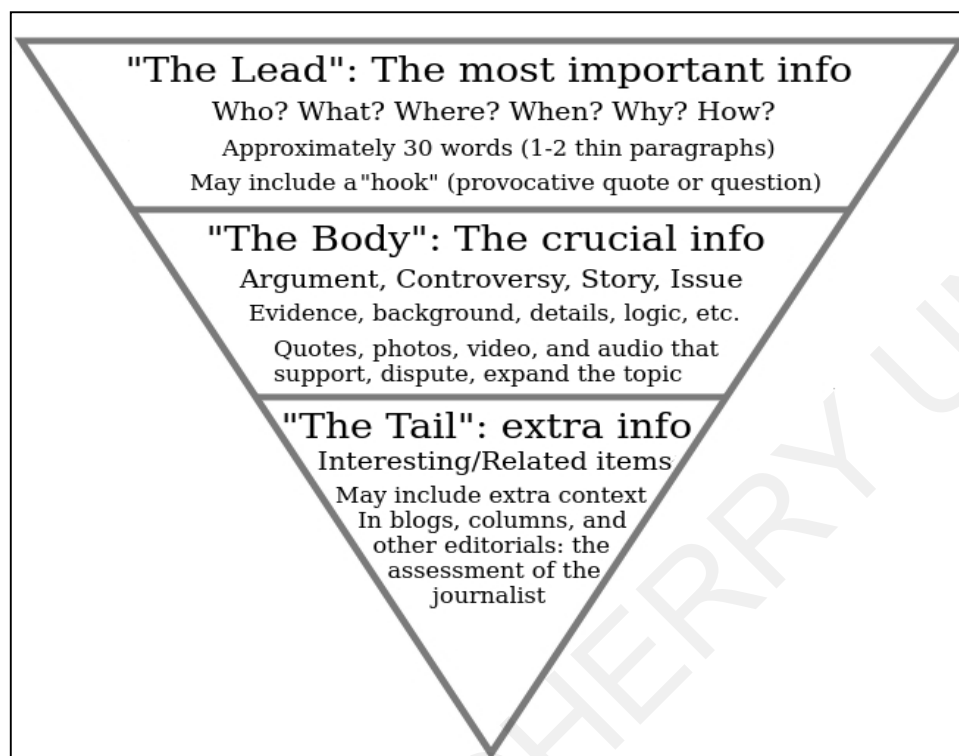 "The Lead": The most important info
Who? What? Where? When? Why? How?
Approximately 30 words (1-2 thin paragraphs)
May include a "hook" (provocative quote or question)
"The Body": The crucial info
Argument, Controversy, Story, Issue
Evidence, background, details, logic, etc.
Quotes, photos, video, and audio that
support, dispute, expand the topic
"The Tail": extra info
Interesting/Related items
May include extra context
In blogs, columns, and
other editorials: the
assessment of the
journalist